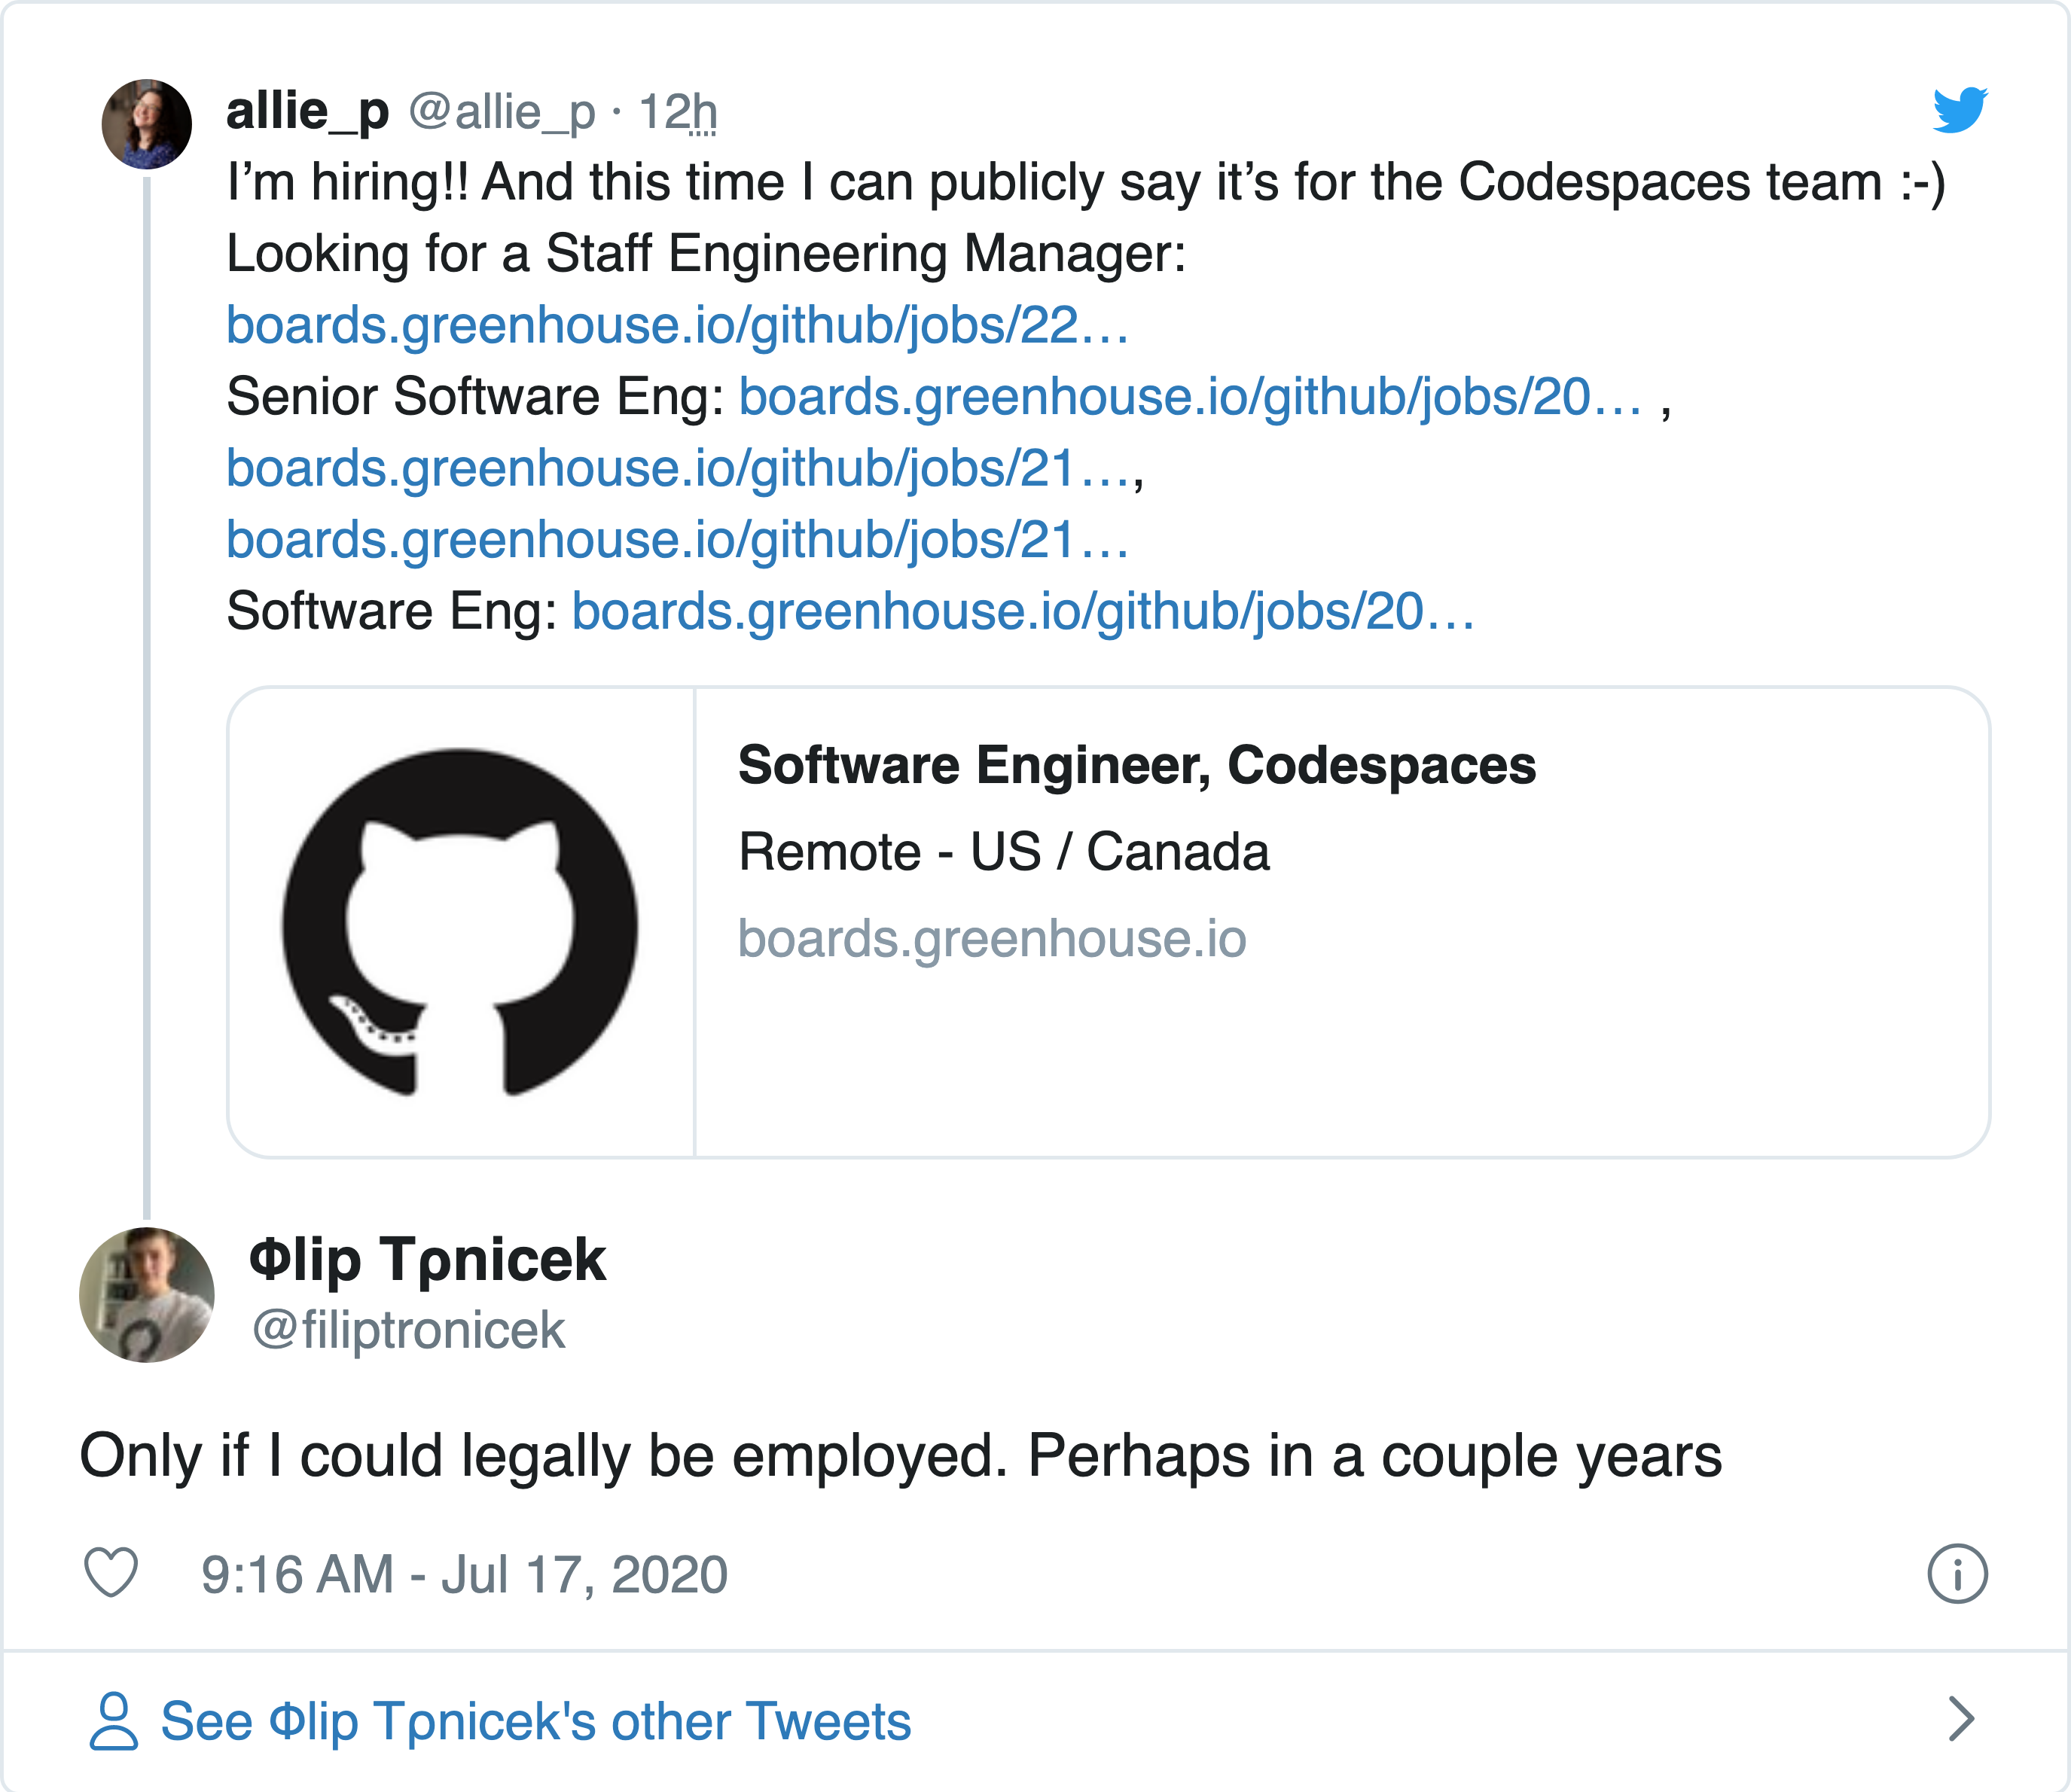 allie_p @allie_p · 12h
I’m hiring!! And this time I can publicly say it’s for the Codespaces team :-)
Looking for a Staff Engineering Manager:
boards.greenhouse.io/github/jobs/22…
Senior Software Eng: boards.greenhouse.io/github/jobs/20… ,
boards.greenhouse.io/github/jobs/21…,
boards.greenhouse.io/github/jobs/21…
Software Eng: boards.greenhouse.io/github/jobs/20…
Software Engineer, Codespaces
Remote - US / Canada
boards.greenhouse.io
Φlip Tρnicek
@filiptronicek
Only if I could legally be employed. Perhaps in a couple years
9:16 AM - Jul 17, 2020
See Φlip Tρnicek's other Tweets